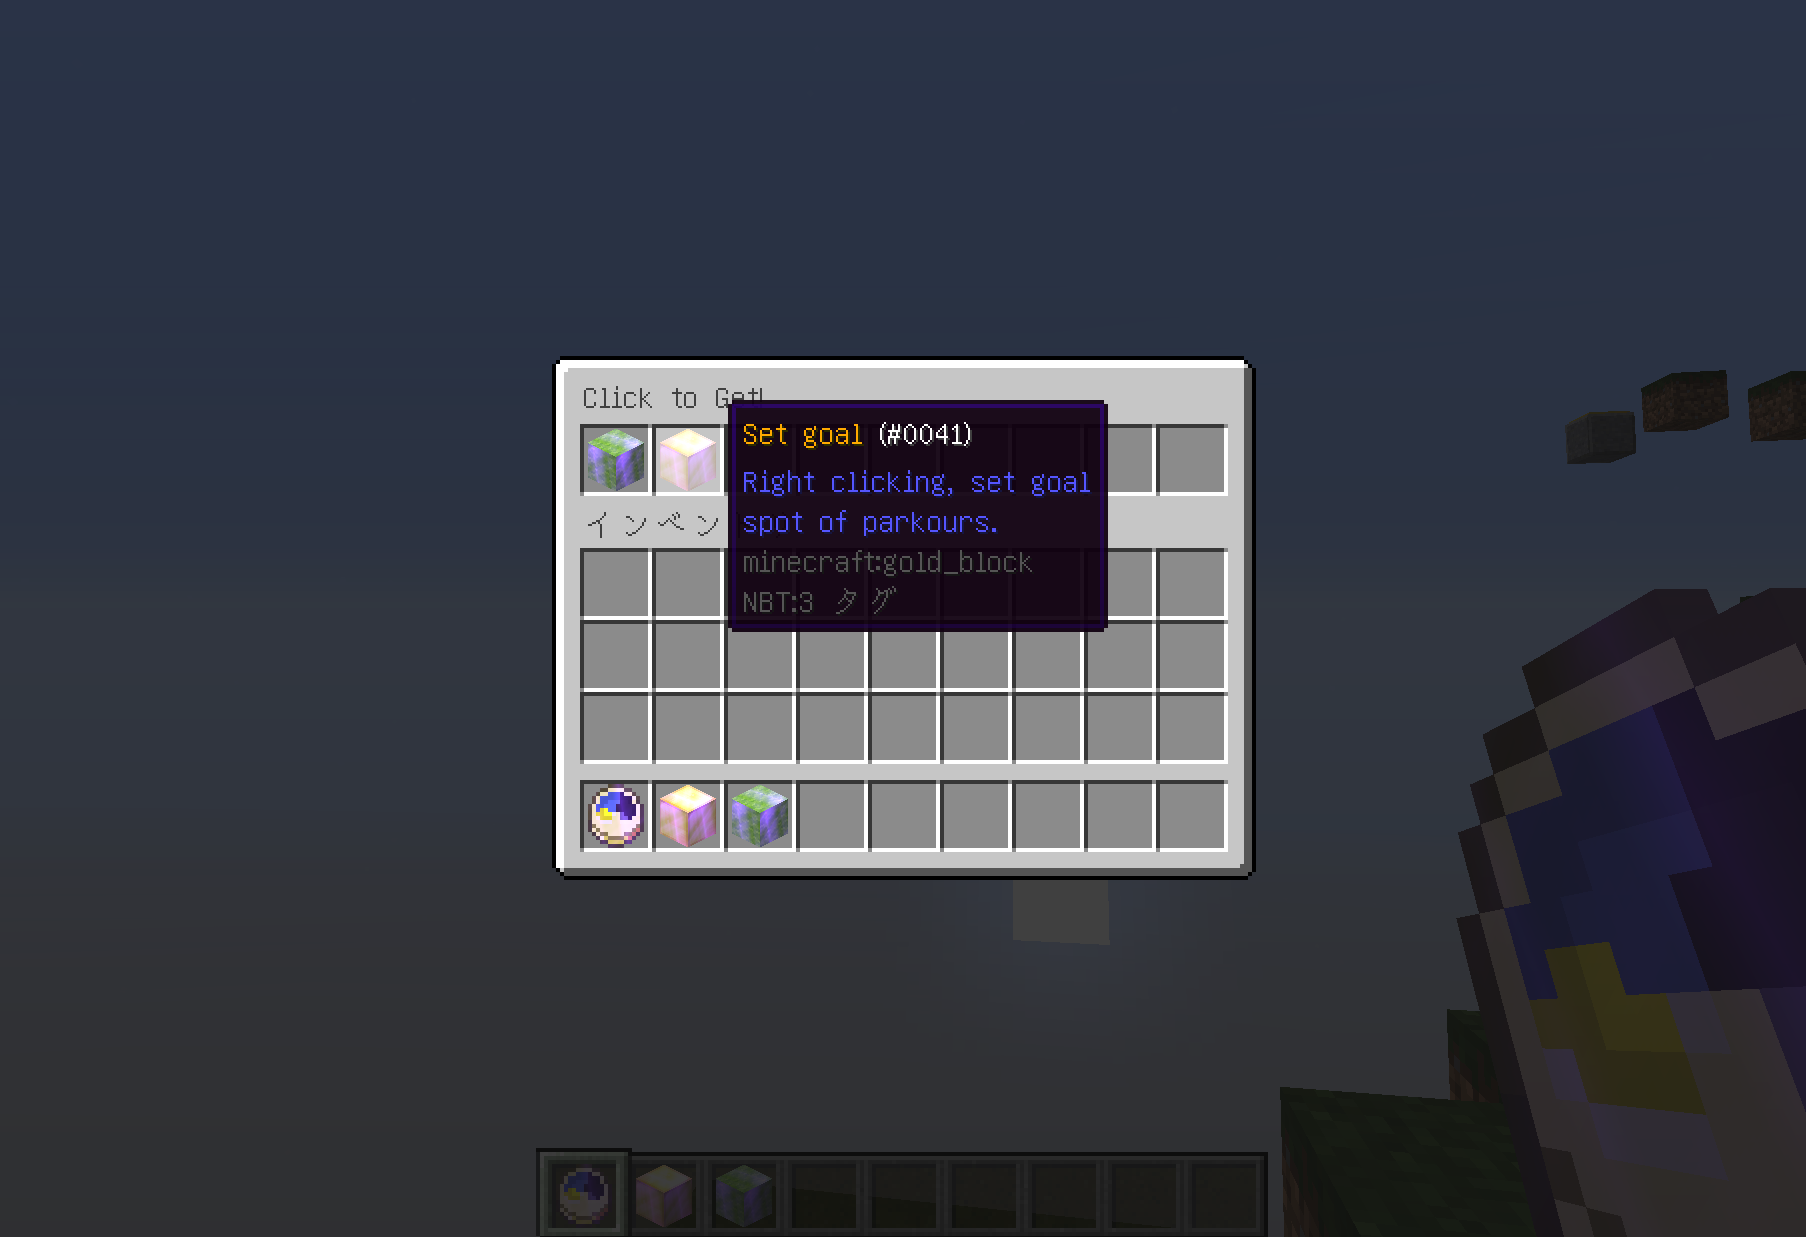 Click to Get!
Set goal (#0041)
Right clicking, set goal
spot of parkours.
minecraft:gold_block
NBT:3 タグ
インベン